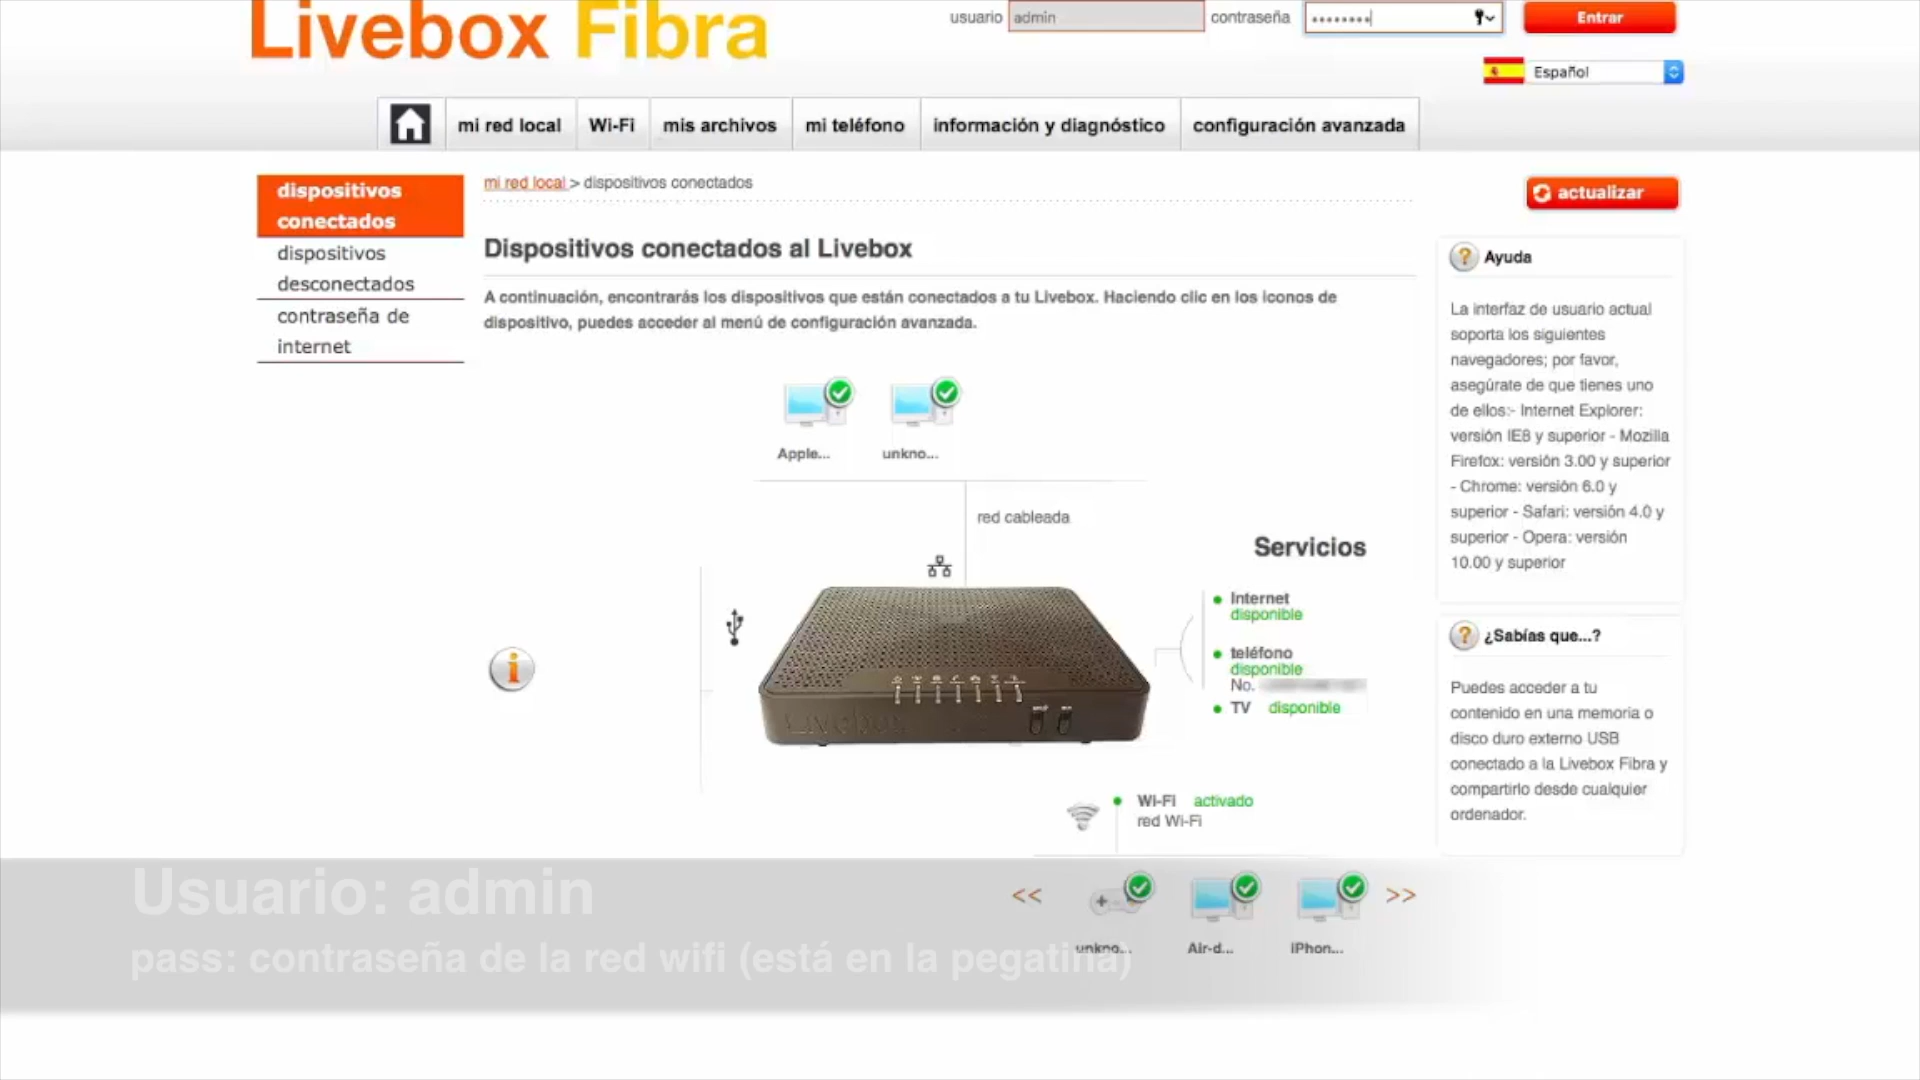 Livebox Fibra
usuario admin contraseña Entrar
Español
mi red local Wi-Fi mis archivos mi teléfono información y diagnóstico configuración avanzada
dispositivos
conectados
dispositivos
desconectados
contraseña de
internet
mi red local > dispositivos conectados
actualizar
Dispositivos conectados al Livebox
A continuación, encontrarás los dispositivos que están conectados a tu Livebox. Haciendo clic en los iconos de
dispositivo, puedes acceder al menú de configuración avanzada.
Apple... unkno...
red cableada
Servicios
Internet
disponible
teléfono
disponible
No.
TV disponible
Livebox
Wi-Fi activado
red Wi-Fi
<< >>
unkno... Air-d... iPhon...
Ayuda
La interfaz de usuario actual
soporta los siguientes
navegadores; por favor,
asegúrate de que tienes uno
de ellos:- Internet Explorer:
versión IE8 y superior - Mozilla
Firefox: versión 3.00 y superior
- Chrome: versión 6.0 y
superior - Safari: versión 4.0 y
superior - Opera: versión
10.00 y superior
¿Sabías que...?
Puedes acceder a tu
contenido en una memoria o
disco duro externo USB
conectado a la Livebox Fibra y
compartirlo desde cualquier
ordenador.
Usuario: admin
pass: contraseña de la red wifi (está en la pegatina)